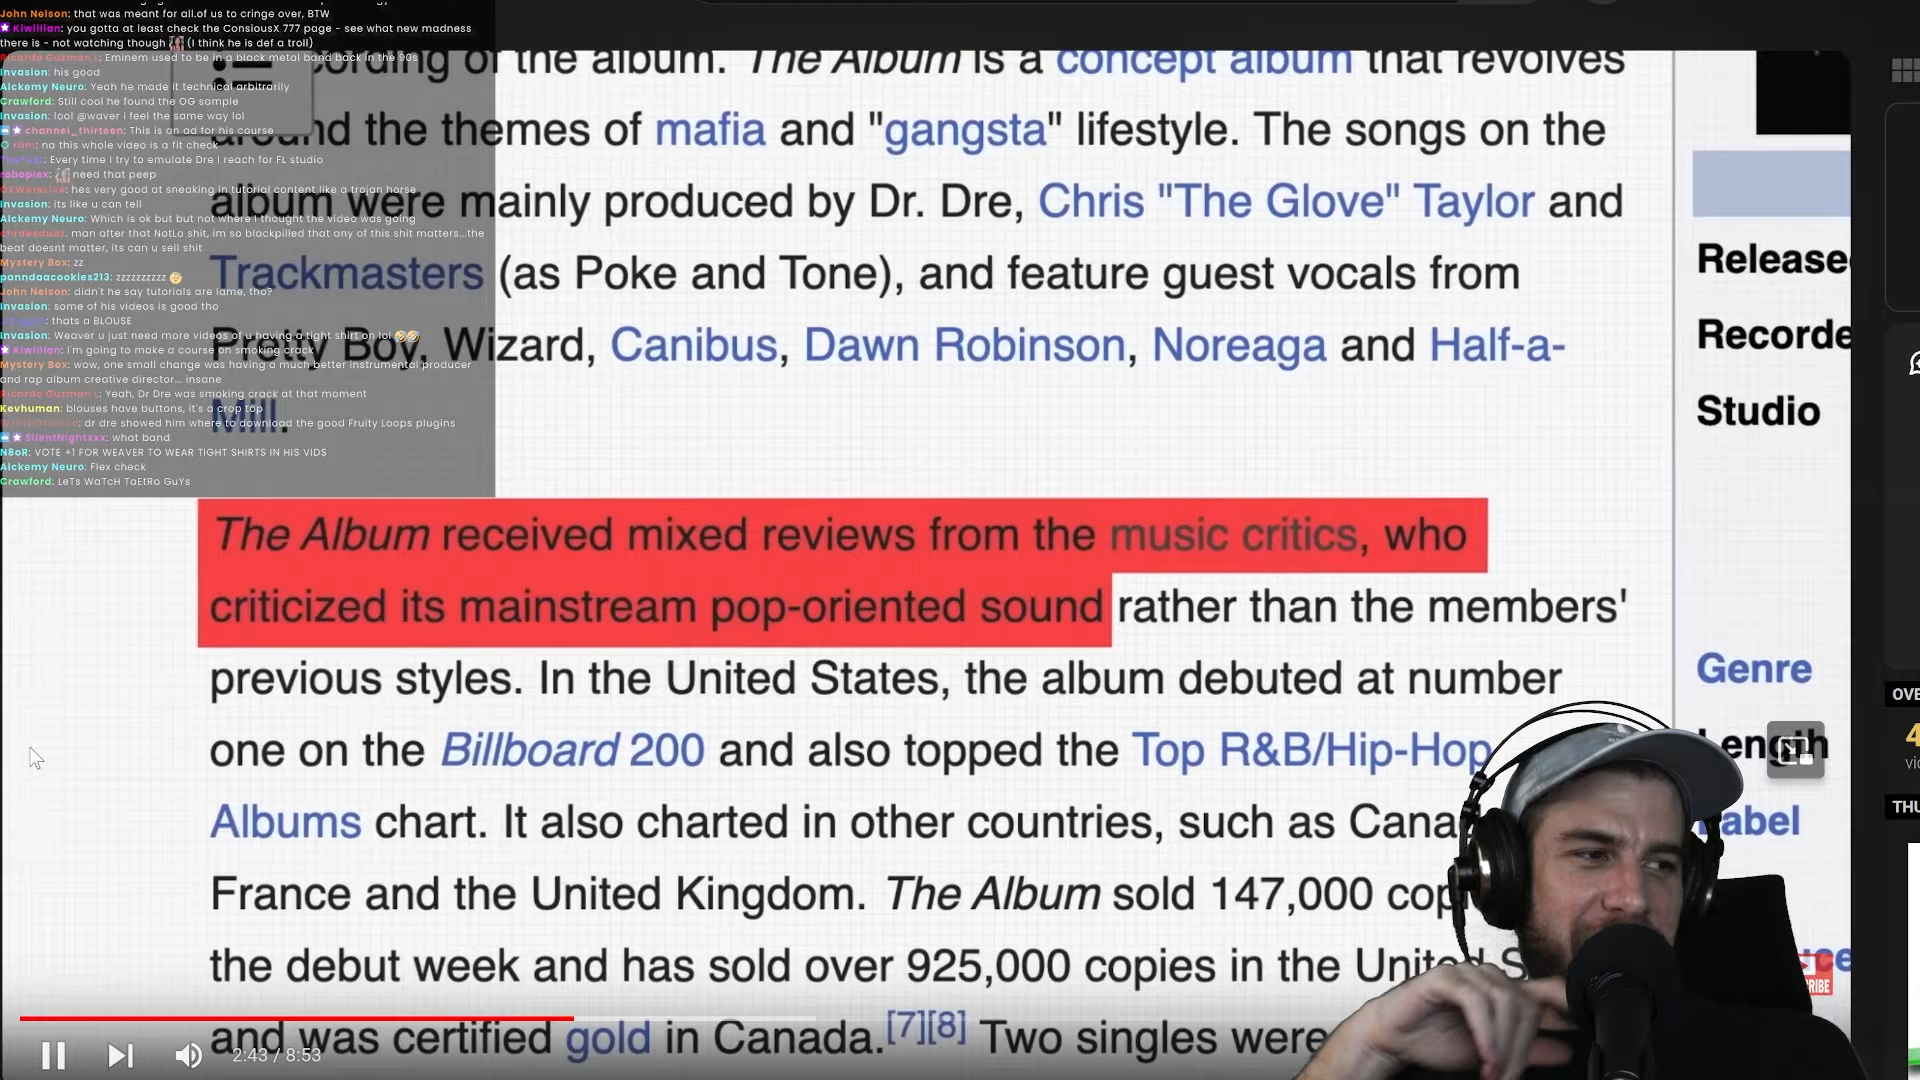 John Nelson: that was meant for all.of us to cringe over, BTW
Kiwillian: you gotta at least check the ConsiousX 777 page - see what new madness
there is - not watching though (I think he is def a troll)
Ricardo Guzman : Eminem used to be in a black metal band back in the 90s
Invasion: his good
Alckemy Neuro: Yeah he made it technical arbitrarily
Crawford: Still cool he found the OG sample
Invasion: lool @waver i feel the same way lol
channel_thirteen: This is an ad for his course
ram: na this whole video is a fit check
Every time I try to emulate Dre I reach for FL studio
roboplex: need that peep
hes very good at sneaking in tutorial content like a trojan horse
Invasion: its like u can tell
Alckemy Neuro: Which is ok but but not where I thought the video was going
man after that NotLo shit, im so blackpilled that any of this shit matters...the
beat doesnt matter, its can u sell shit
Mystery Box: zz
panndaacookies213: zzzzzzzzzz
John Nelson: didn't he say tutorials are lame, tho?
Invasion: some of his videos is good tho
: thats a BLOUSE
Invasion: Weaver u just need more videos of u having a tight shirt on lol
Kiwillian: I'm going to make a course on smoking crack
Mystery Box: wow, one small change was having a much better instrumental producer
and rap album creative director... insane
Ricardo Guzman : Yeah, Dr Dre was smoking crack at that moment
Kevhuman: blouses have buttons, it's a crop top
dr dre showed him where to download the good Fruity Loops plugins
SilentNightxxx: what band
N8oR: VOTE +1 FOR WEAVER TO WEAR TIGHT SHIRTS IN HIS VIDS
Alckemy Neuro: Flex check
Crawford: LeTs WaTcH TaEtRo GuYs
cording of the album. The Album is a concept album that revolves
around the themes of mafia and "gangsta" lifestyle. The songs on the
album were mainly produced by Dr. Dre, Chris "The Glove" Taylor and
Trackmasters (as Poke and Tone), and feature guest vocals from
Pretty Boy, Wizard, Canibus, Dawn Robinson, Noreaga and Half-a-
Mill.
The Album received mixed reviews from the music critics, who
criticized its mainstream pop-oriented sound rather than the members'
previous styles. In the United States, the album debuted at number
one on the Billboard 200 and also topped the Top R&B/Hip-Hop
Albums chart. It also charted in other countries, such as Cana
France and the United Kingdom. The Album sold 147,000 cop
the debut week and has sold over 925,000 copies in the United S
and was certified gold in Canada.[7][8] Two singles were
Release
Recorde
Studio
Genre
Length
Label
ce
RIBE
2:43 / 8:53
OVE
4
vic
THU